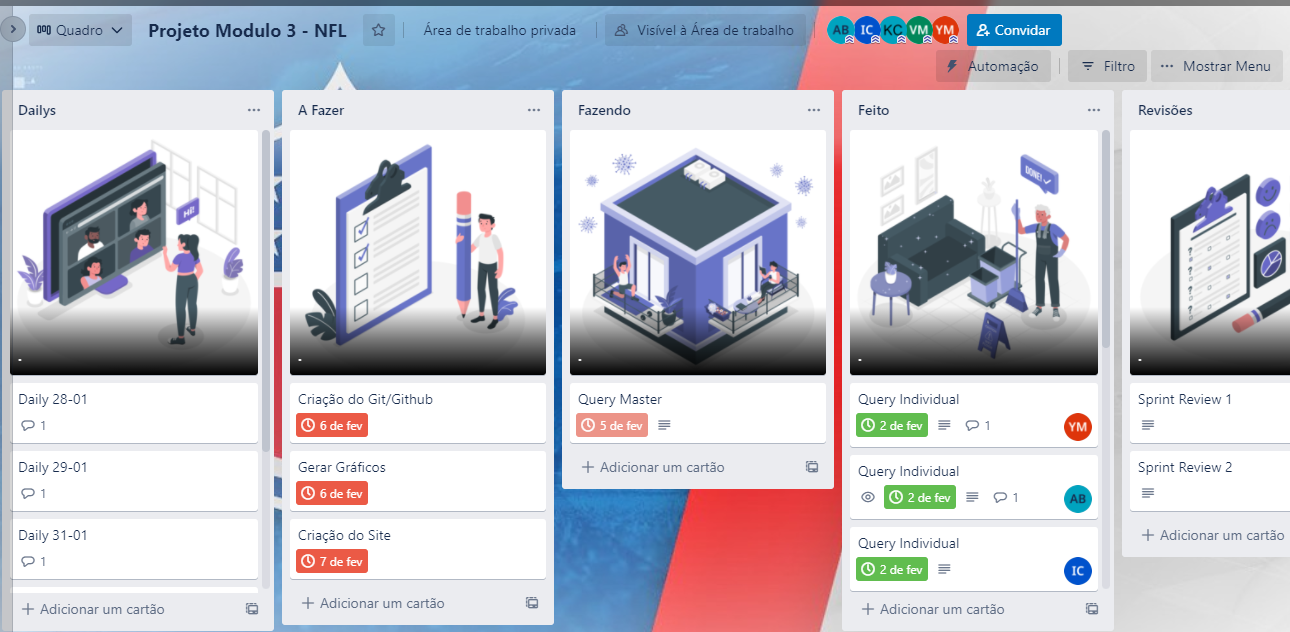 Quadro
Projeto Modulo 3 - NFL
Área de trabalho privada
Visível à Área de trabalho
AB
IC
KC
VM
YM
Convidar
Automação
Filtro
Mostrar Menu
Dailys
HI!
-
Daily 28-01
1
Daily 29-01
1
Daily 31-01
1
Adicionar um cartão
A Fazer
-
Criação do Git/Github
6 de fev
Gerar Gráficos
6 de fev
Criação do Site
7 de fev
Adicionar um cartão
Fazendo
-
Query Master
5 de fev
Adicionar um cartão
Feito
DONE!
-
Query Individual
2 de fev 1 YM
Query Individual
2 de fev 1 AB
Query Individual
2 de fev IC
Adicionar um cartão
Revisões
-
Sprint Review 1
Sprint Review 2
Adicionar um cartão